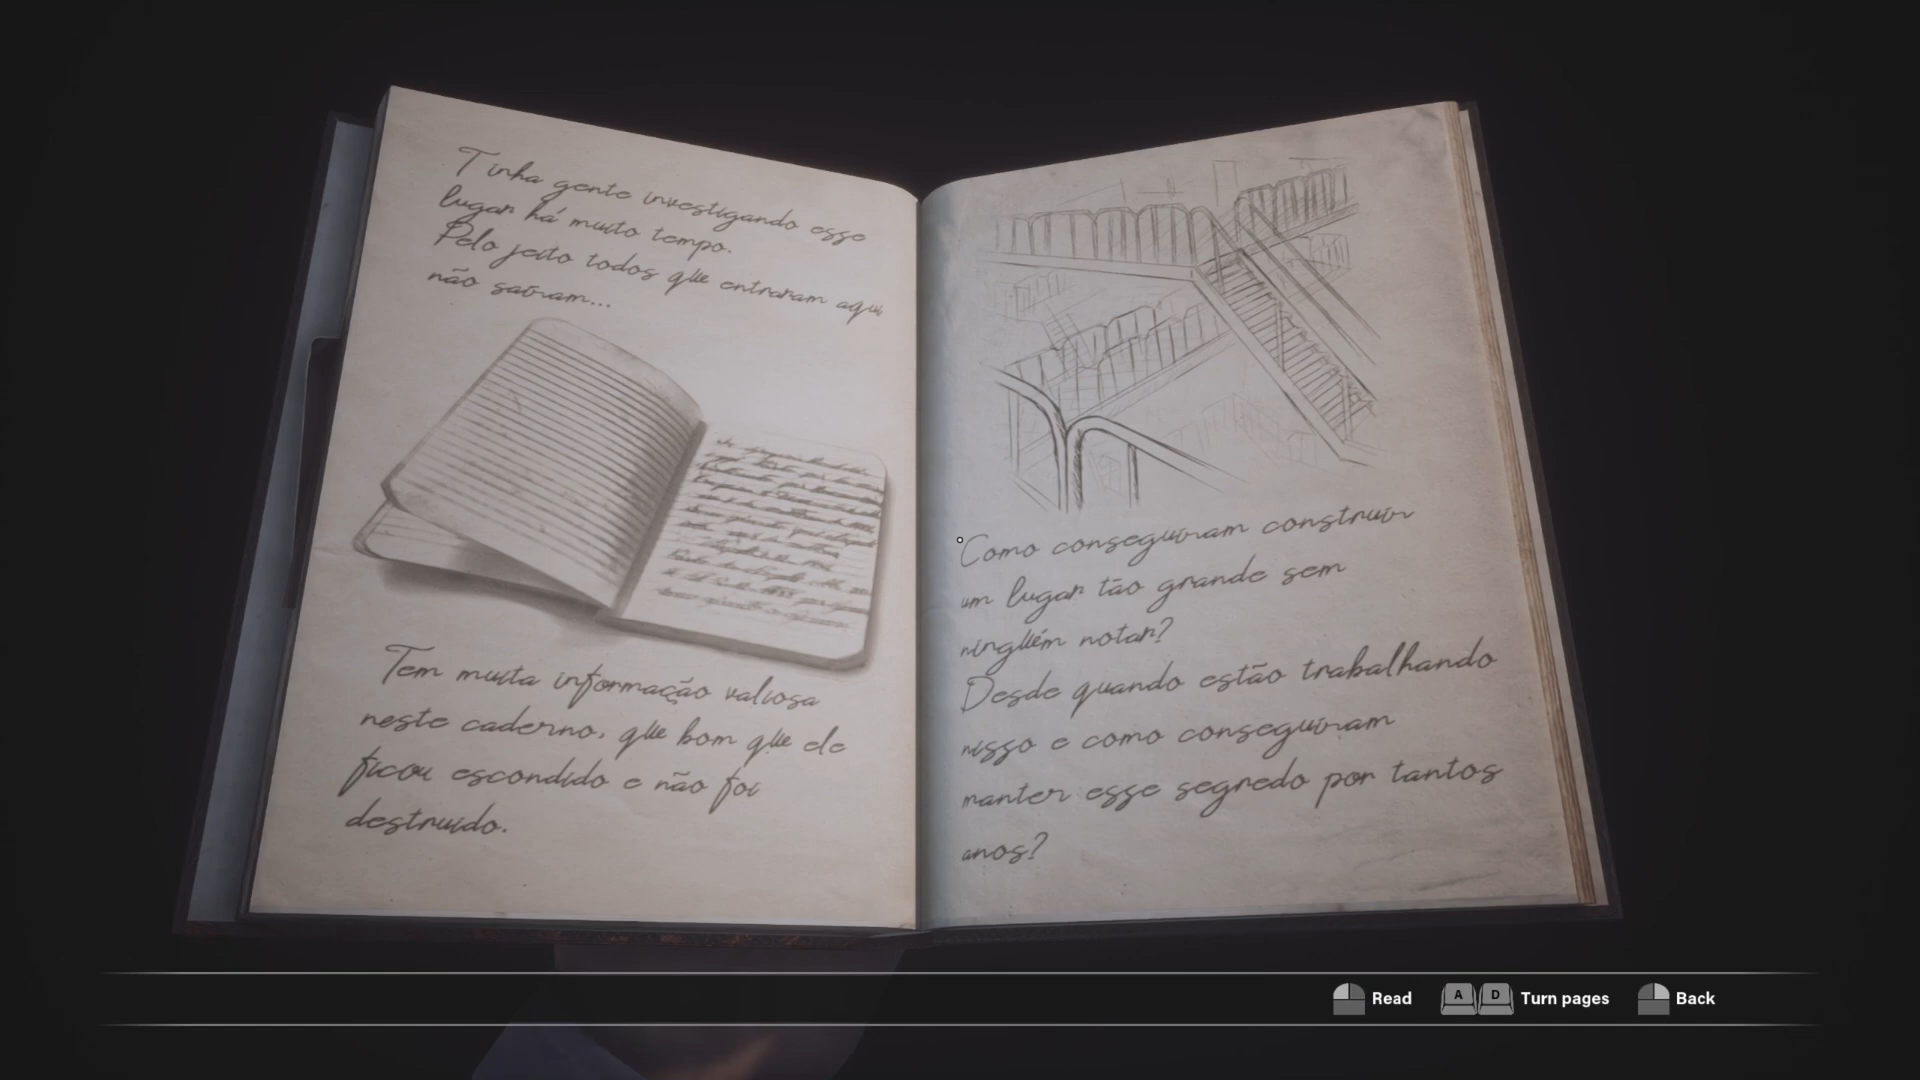 Tinha gente investigando esse
lugar há muito tempo.
Pelo jeito todos que entraram aqui
não saíram...
Tem muita informação valiosa
neste caderno, que bom que ele
ficou escondido e não foi
destruído.
Como conseguiram construir
um lugar tão grande sem
ninguém notar?
Desde quando estão trabalhando
nisso e como conseguiram
manter esse segredo por tantos
anos?
Read
A
D
Turn pages
Back